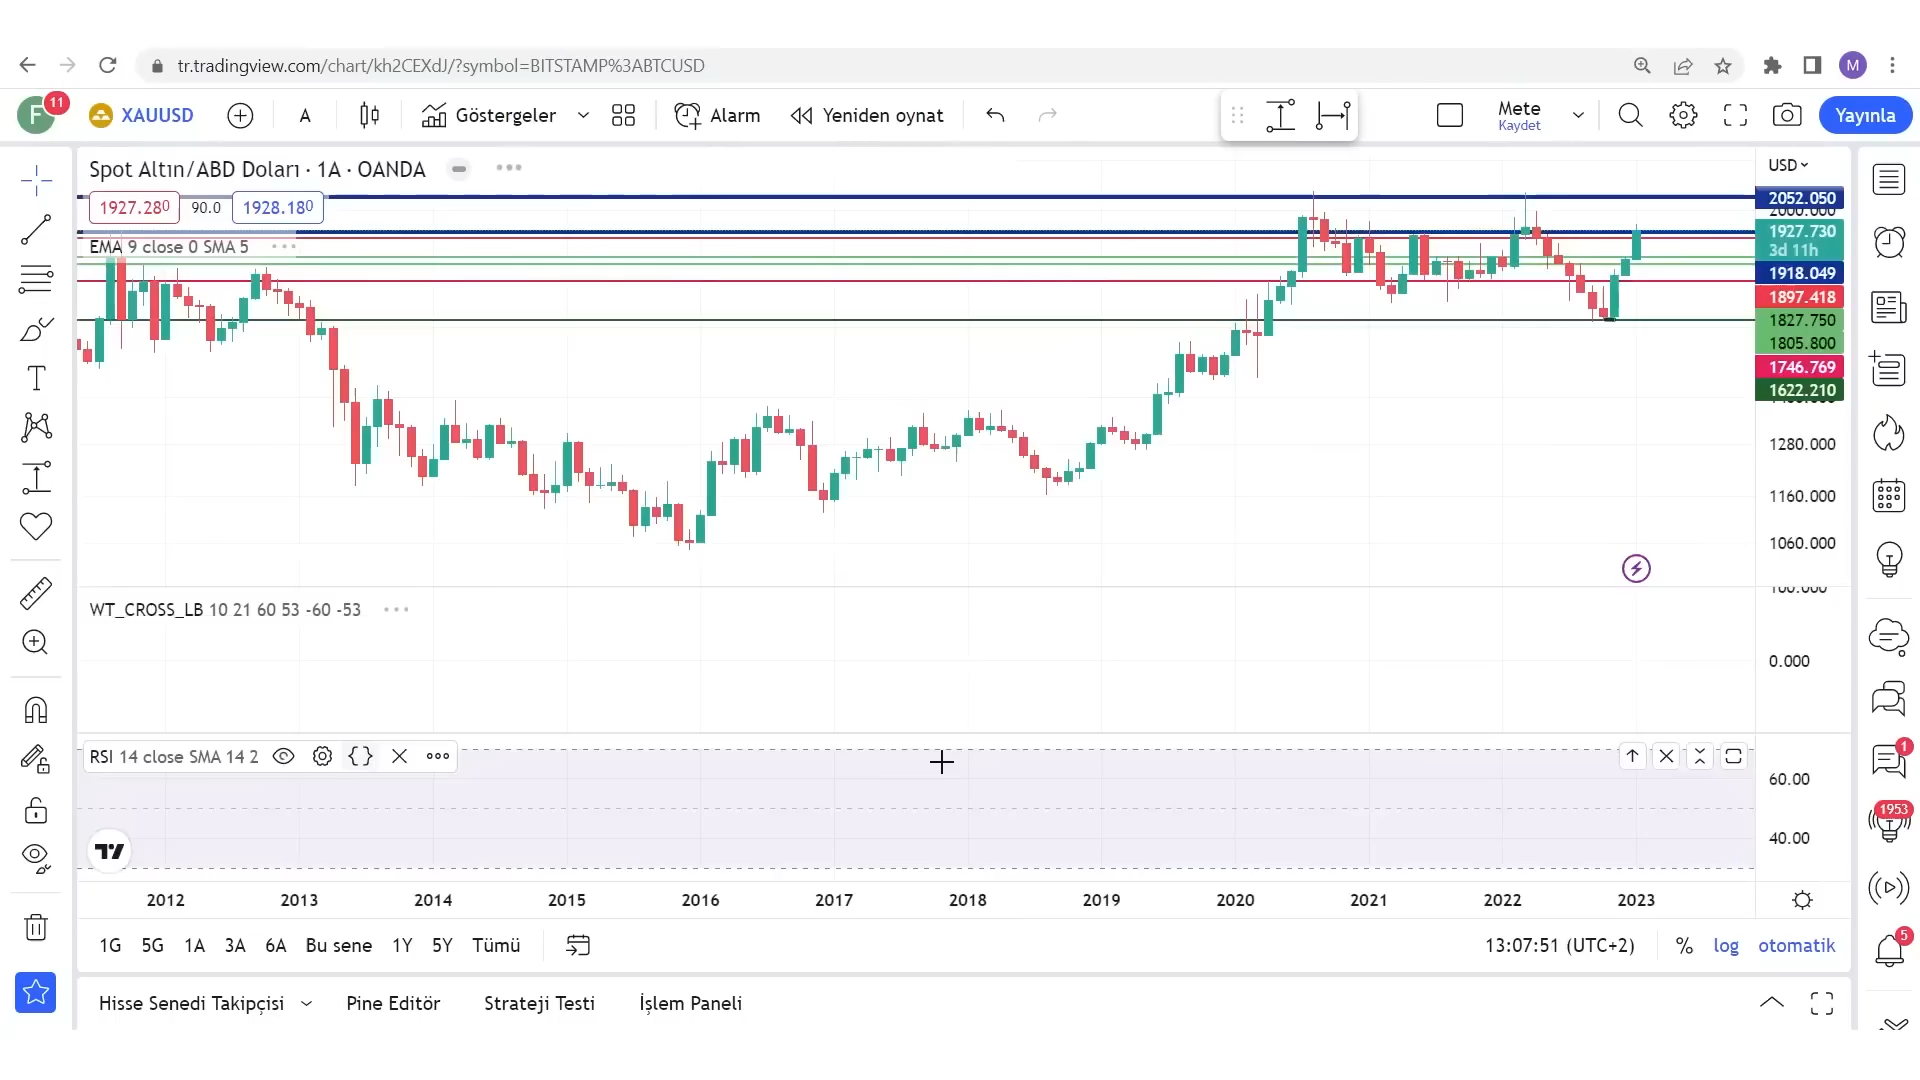 tr.tradingview.com/chart/kh2CEXdJ/?symbol=BITSTAMP%3ABTCUSD
M
F 11 XAUUSD A Göstergeler Alarm Yeniden oynat Mete Kaydet Yayınla
Spot Altın/ABD Doları · 1A · OANDA
USD
1927.280 90.0 1928.180
EMA 9 close 0 SMA 5
2052.050
2000.000
1927.730
3d 11h
1918.049
1897.418
1827.750
1805.800
1746.769
1622.210
1280.000
1160.000
1060.000
WT_CROSS_LB 10 21 60 53 -60 -53
100.000
0.000
RSI 14 close SMA 14 2
60.00
40.00
1
1953
5
2012 2013 2014 2015 2016 2017 2018 2019 2020 2021 2022 2023
1G 5G 1A 3A 6A Bu sene 1Y 5Y Tümü 13:07:51 (UTC+2) % log otomatik
Hisse Senedi Takipçisi Pine Editör Strateji Testi İşlem Paneli